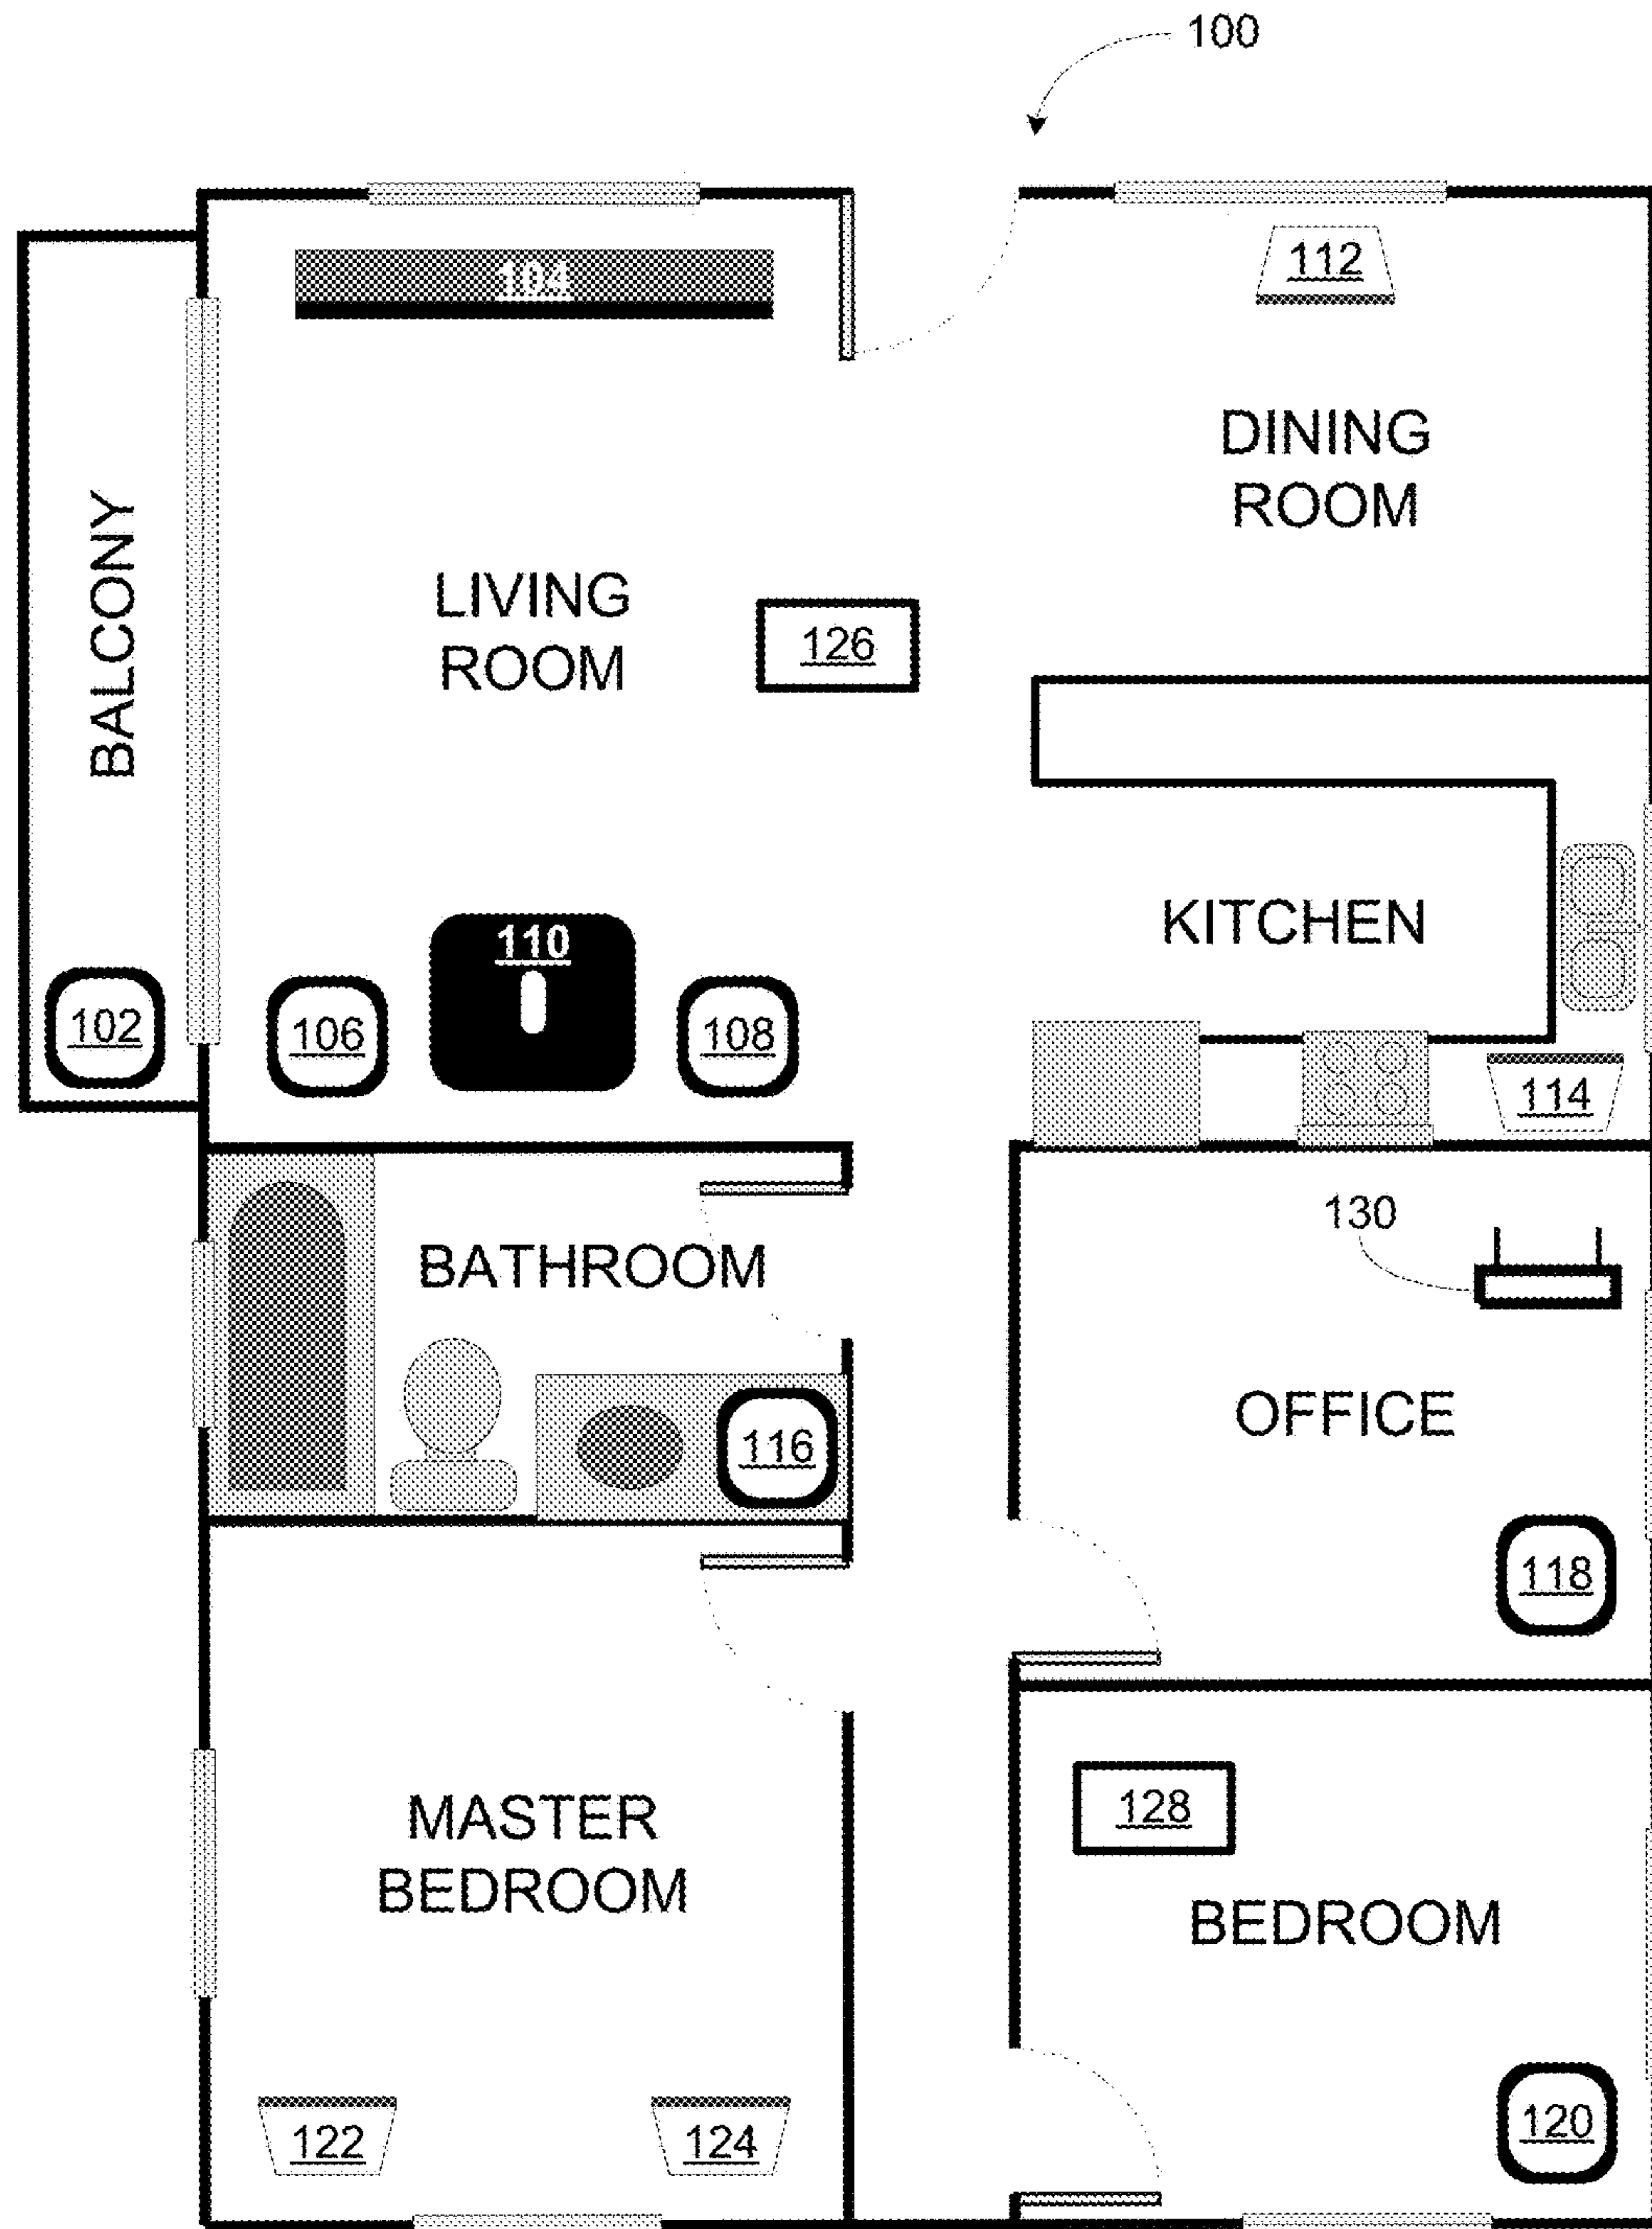 100
104
112
DINING
ROOM
BALCONY
LIVING
ROOM
126
KITCHEN
110
102
106
108
114
130
BATHROOM
OFFICE
116
118
MASTER
BEDROOM
128
BEDROOM
122
124
120